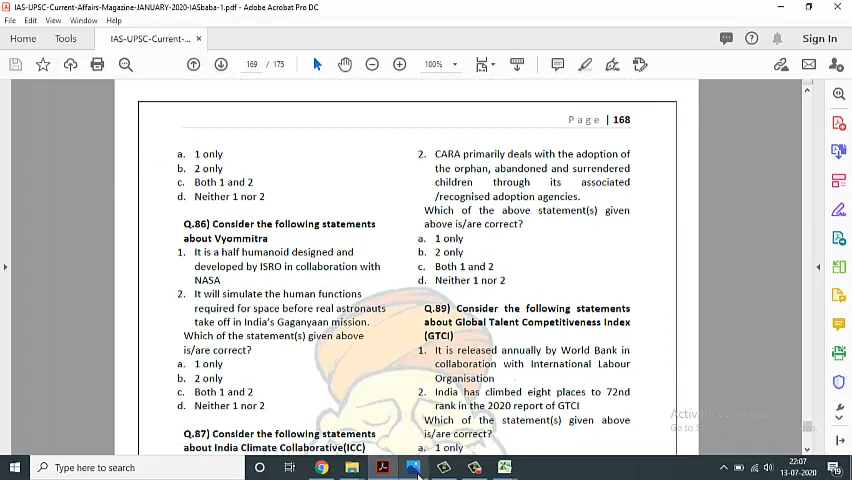 IAS-UPSC-Current-Affairs-Magazine-JANUARY-2020-IASbaba-1.pdf - Adobe Acrobat Pro DC
File Edit View Window Help
Home Tools IAS-UPSC-Current-... × Sign In
169 / 175 100%
Page | 168
a. 1 only
b. 2 only
c. Both 1 and 2
d. Neither 1 nor 2
Q.86) Consider the following statements
about Vyommitra
1. It is a half humanoid designed and
developed by ISRO in collaboration with
NASA
2. It will simulate the human functions
required for space before real astronauts
take off in India's Gaganyaan mission.
Which of the statement(s) given above
is/are correct?
a. 1 only
b. 2 only
c. Both 1 and 2
d. Neither 1 nor 2
Q.87) Consider the following statements
about India Climate Collaborative(ICC)
2. CARA primarily deals with the adoption of
the orphan, abandoned and surrendered
children through its associated
/recognised adoption agencies.
Which of the above statement(s) given
above is/are correct?
a. 1 only
b. 2 only
c. Both 1 and 2
d. Neither 1 nor 2
Q.89) Consider the following statements
about Global Talent Competitiveness Index
(GTCI)
1. It is released annually by World Bank in
collaboration with International Labour
Organisation
2. India has climbed eight places to 72nd
rank in the 2020 report of GTCI
Which of the statement(s) given above
is/are correct?
a. 1 only
Type here to search
22:07
13-07-2020
19